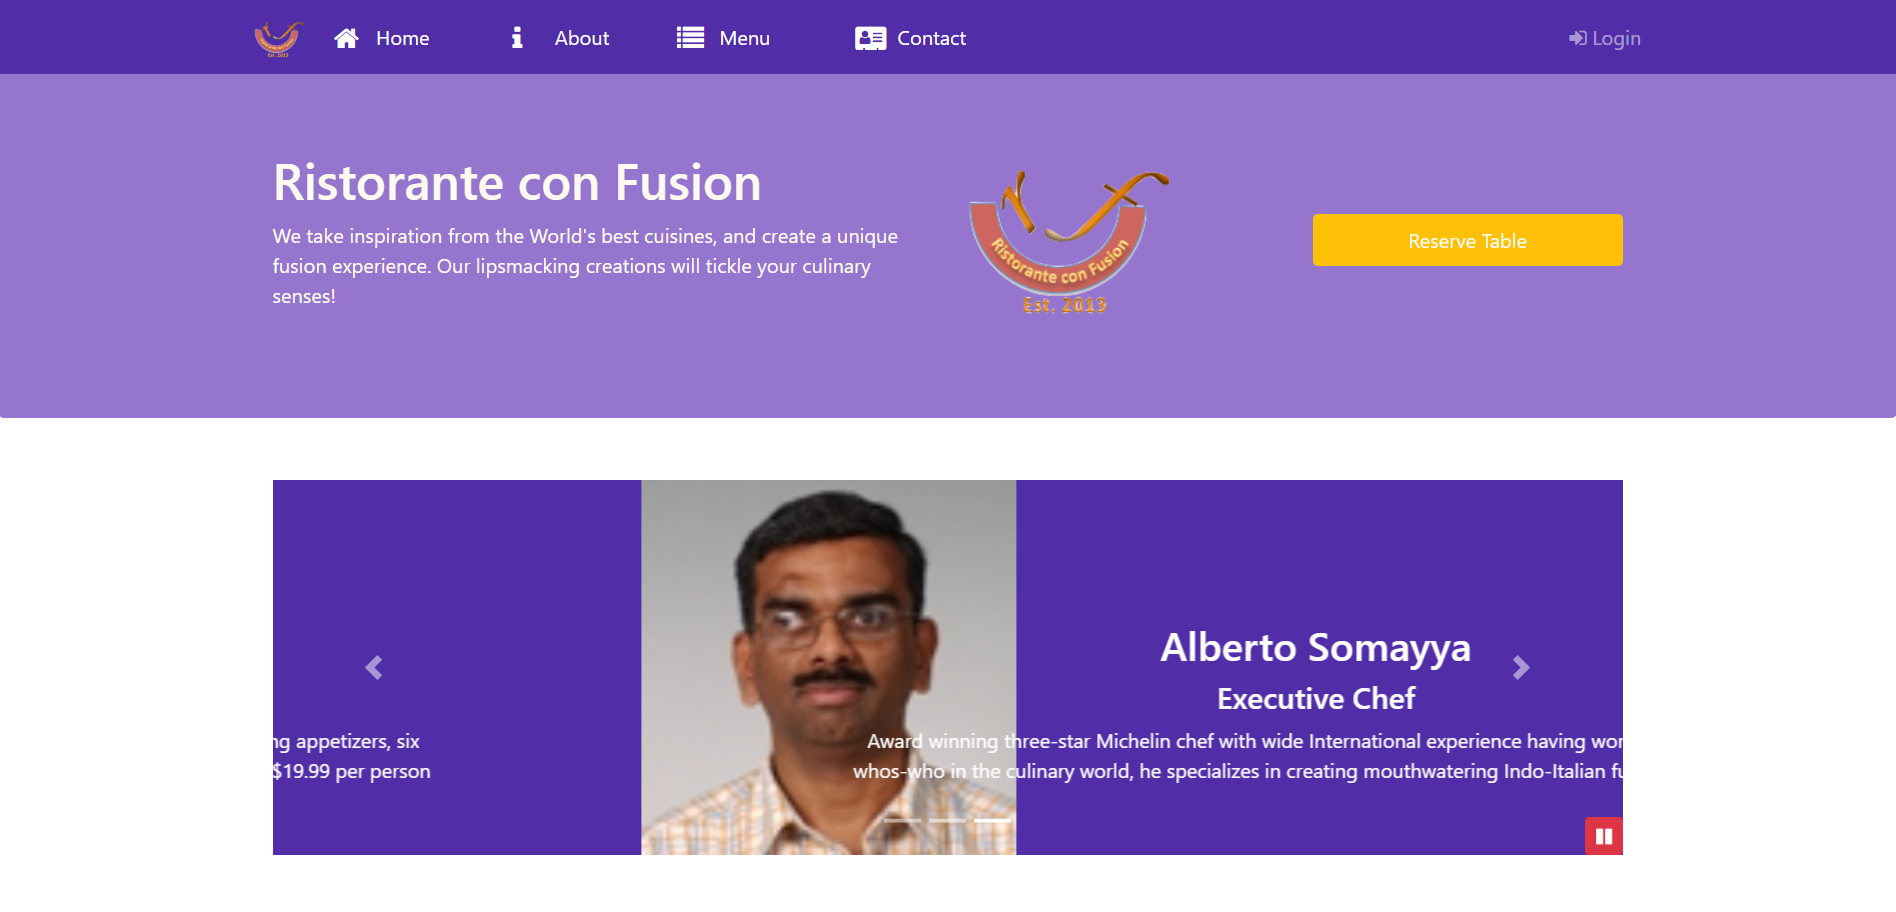 Home About Menu Contact Login
Ristorante con Fusion
We take inspiration from the World's best cuisines, and create a unique
fusion experience. Our lipsmacking creations will tickle your culinary
senses!
Ristorante con Fusion
Est. 2013
Reserve Table
ng appetizers, six
$19.99 per person
Alberto Somayya
Executive Chef
Award winning three-star Michelin chef with wide International experience having wor
whos-who in the culinary world, he specializes in creating mouthwatering Indo-Italian fu